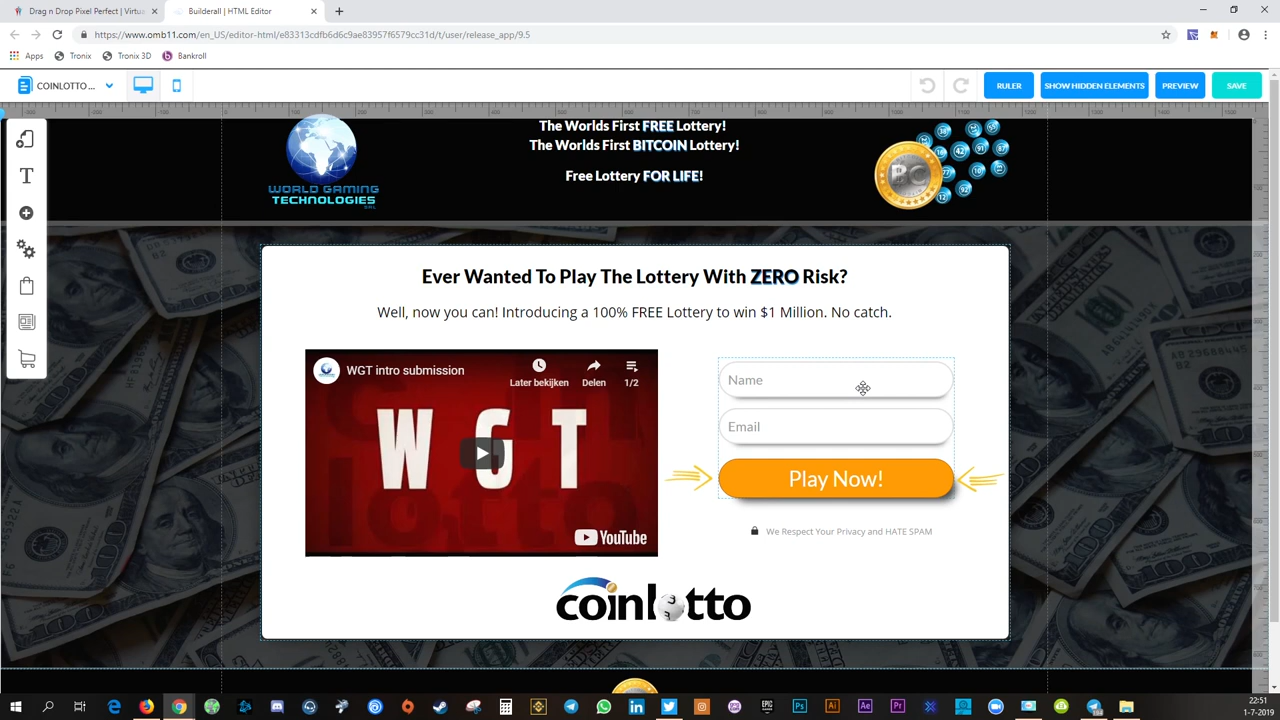 Drag n Drop Pixel Perfect | Virtu
Builderall | HTML Editor
https://www.omb11.com/en_US/editor-html/e83313cdfb6d6c9ae83957f6579cc31d/t/user/release_app/9.5
Apps
Tronix
Tronix 3D
Bankroll
COINLOTTO ...
RULER
SHOW HIDDEN ELEMENTS
PREVIEW
SAVE
The Worlds First FREE Lottery!
The Worlds First BITCOIN Lottery!
Free Lottery FOR LIFE!
WORLD GAMING
TECHNOLOGIES
SRL
BC
Ever Wanted To Play The Lottery With ZERO Risk?
Well, now you can! Introducing a 100% FREE Lottery to win $1 Million. No catch.
WGT intro submission
Later bekijken
Delen
1/2
WGT
YouTube
Name
Email
Play Now!
We Respect Your Privacy and HATE SPAM
coinlotto
22:51
1-7-2019